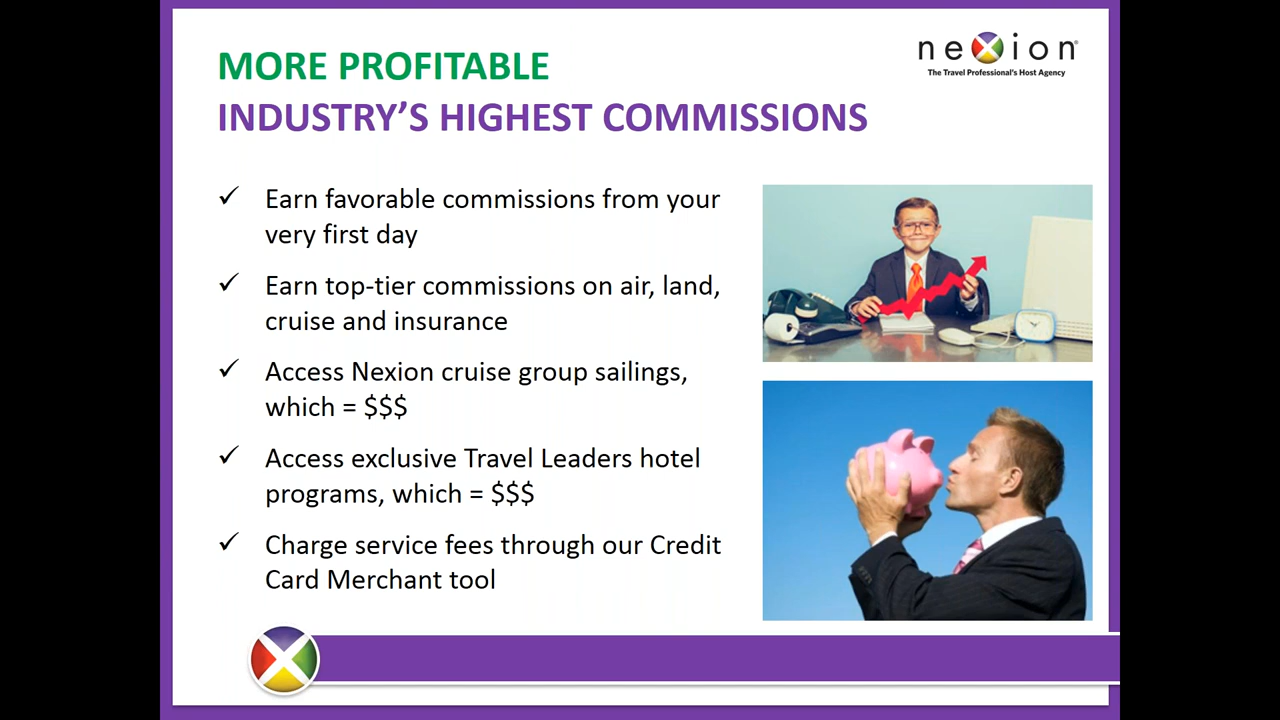 MORE PROFITABLE
INDUSTRY'S HIGHEST COMMISSIONS
nexion®
The Travel Professional's Host Agency
✓ Earn favorable commissions from your
very first day
✓ Earn top-tier commissions on air, land,
cruise and insurance
✓ Access Nexion cruise group sailings,
which = $$$
✓ Access exclusive Travel Leaders hotel
programs, which = $$$
✓ Charge service fees through our Credit
Card Merchant tool